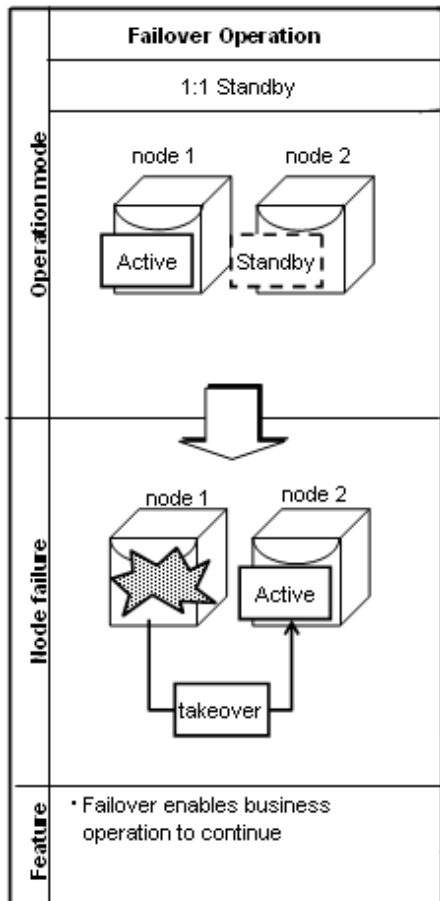 Failover Operation
1:1 Standby
Operation mode
node 1
node 2
Active
Standby
Node failure
node 1
node 2
Active
takeover
Feature
・Failover enables business
operation to continue